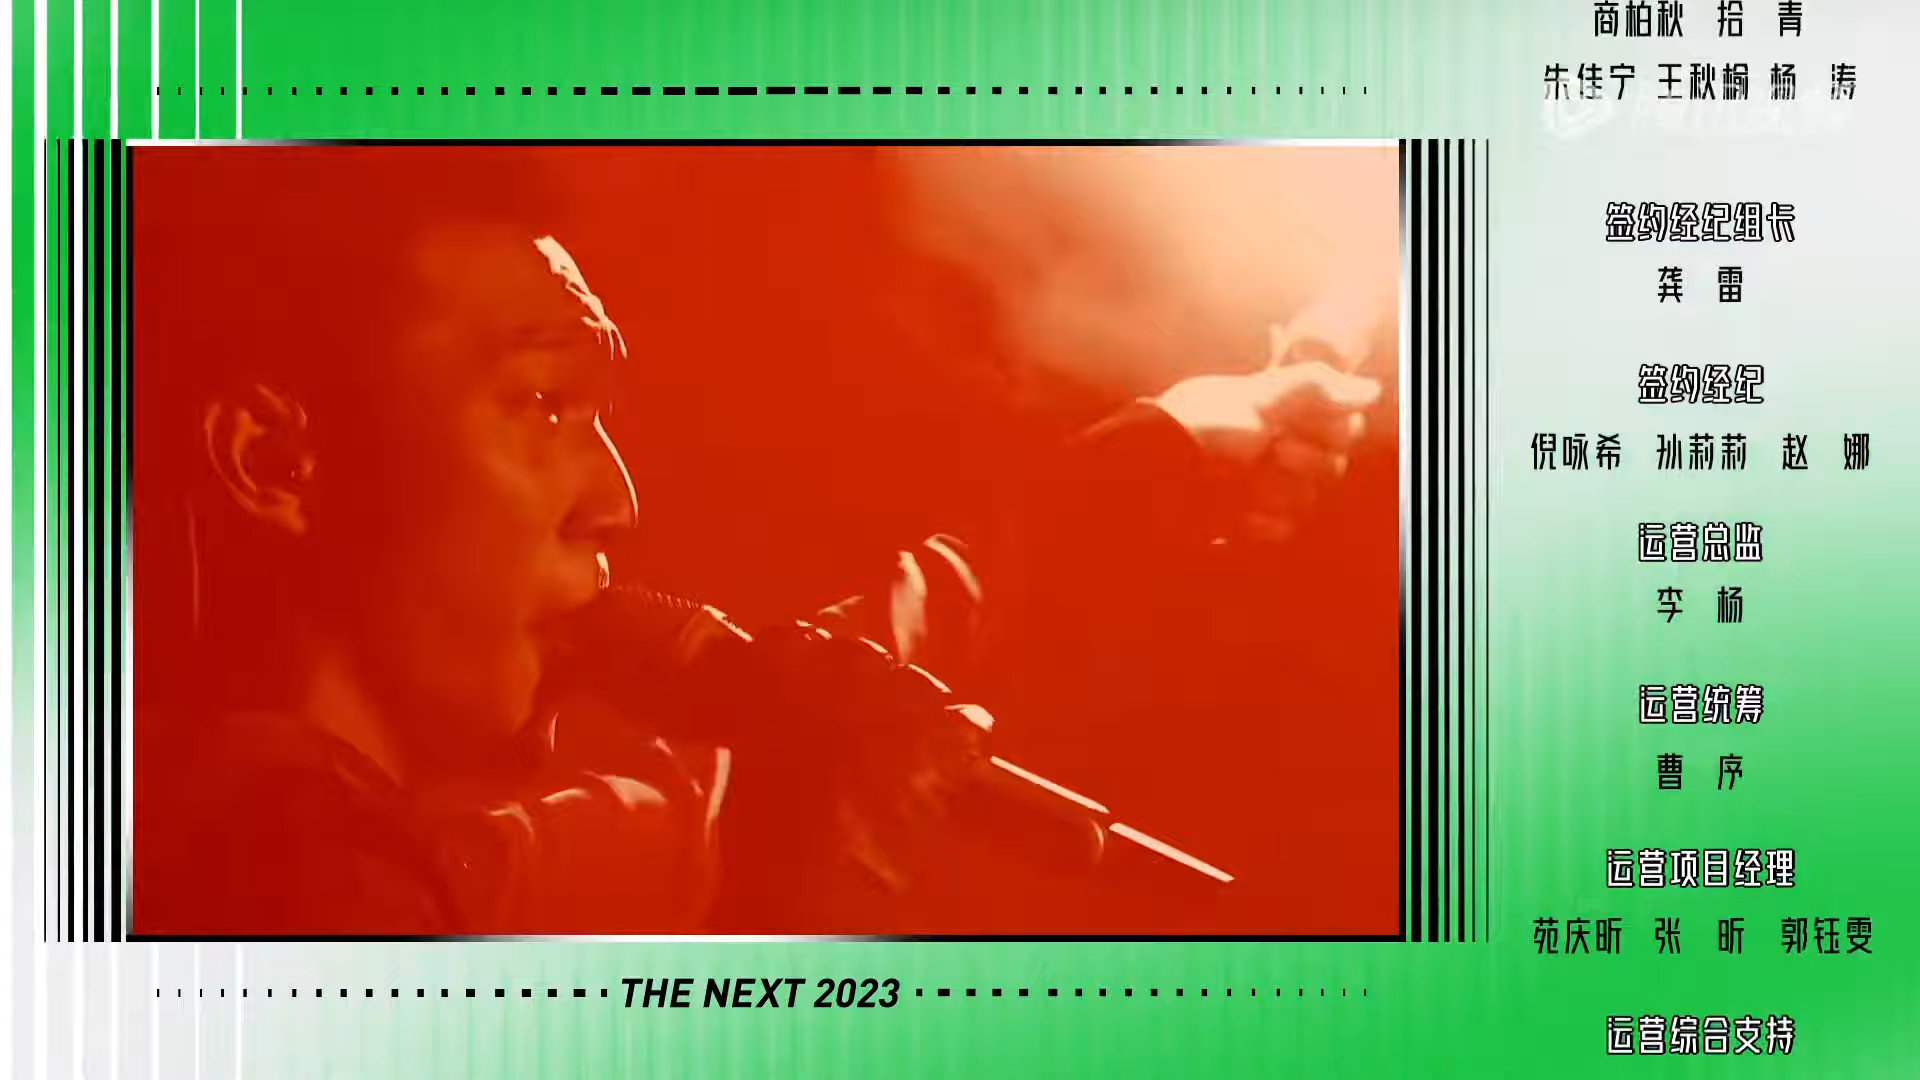 商柏秋 拾 青
朱佳宁 王秋榆 杨 涛
签约经纪组长
龚 雷
签约经纪
倪咏希 孙莉莉 赵 娜
运营总监
李 杨
运营统筹
曹 序
运营项目经理
苑庆昕 张 昕 郭钰雯
运营综合支持
THE NEXT 2023